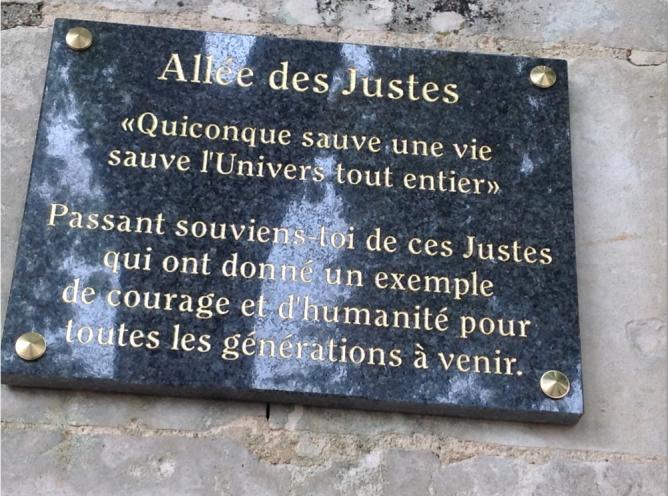 Allée des Justes
«Quiconque sauve une vie
sauve l'Univers tout entier»
Passant souviens-toi de ces Justes
qui ont donné un exemple
de courage et d'humanité pour
toutes les générations à venir.